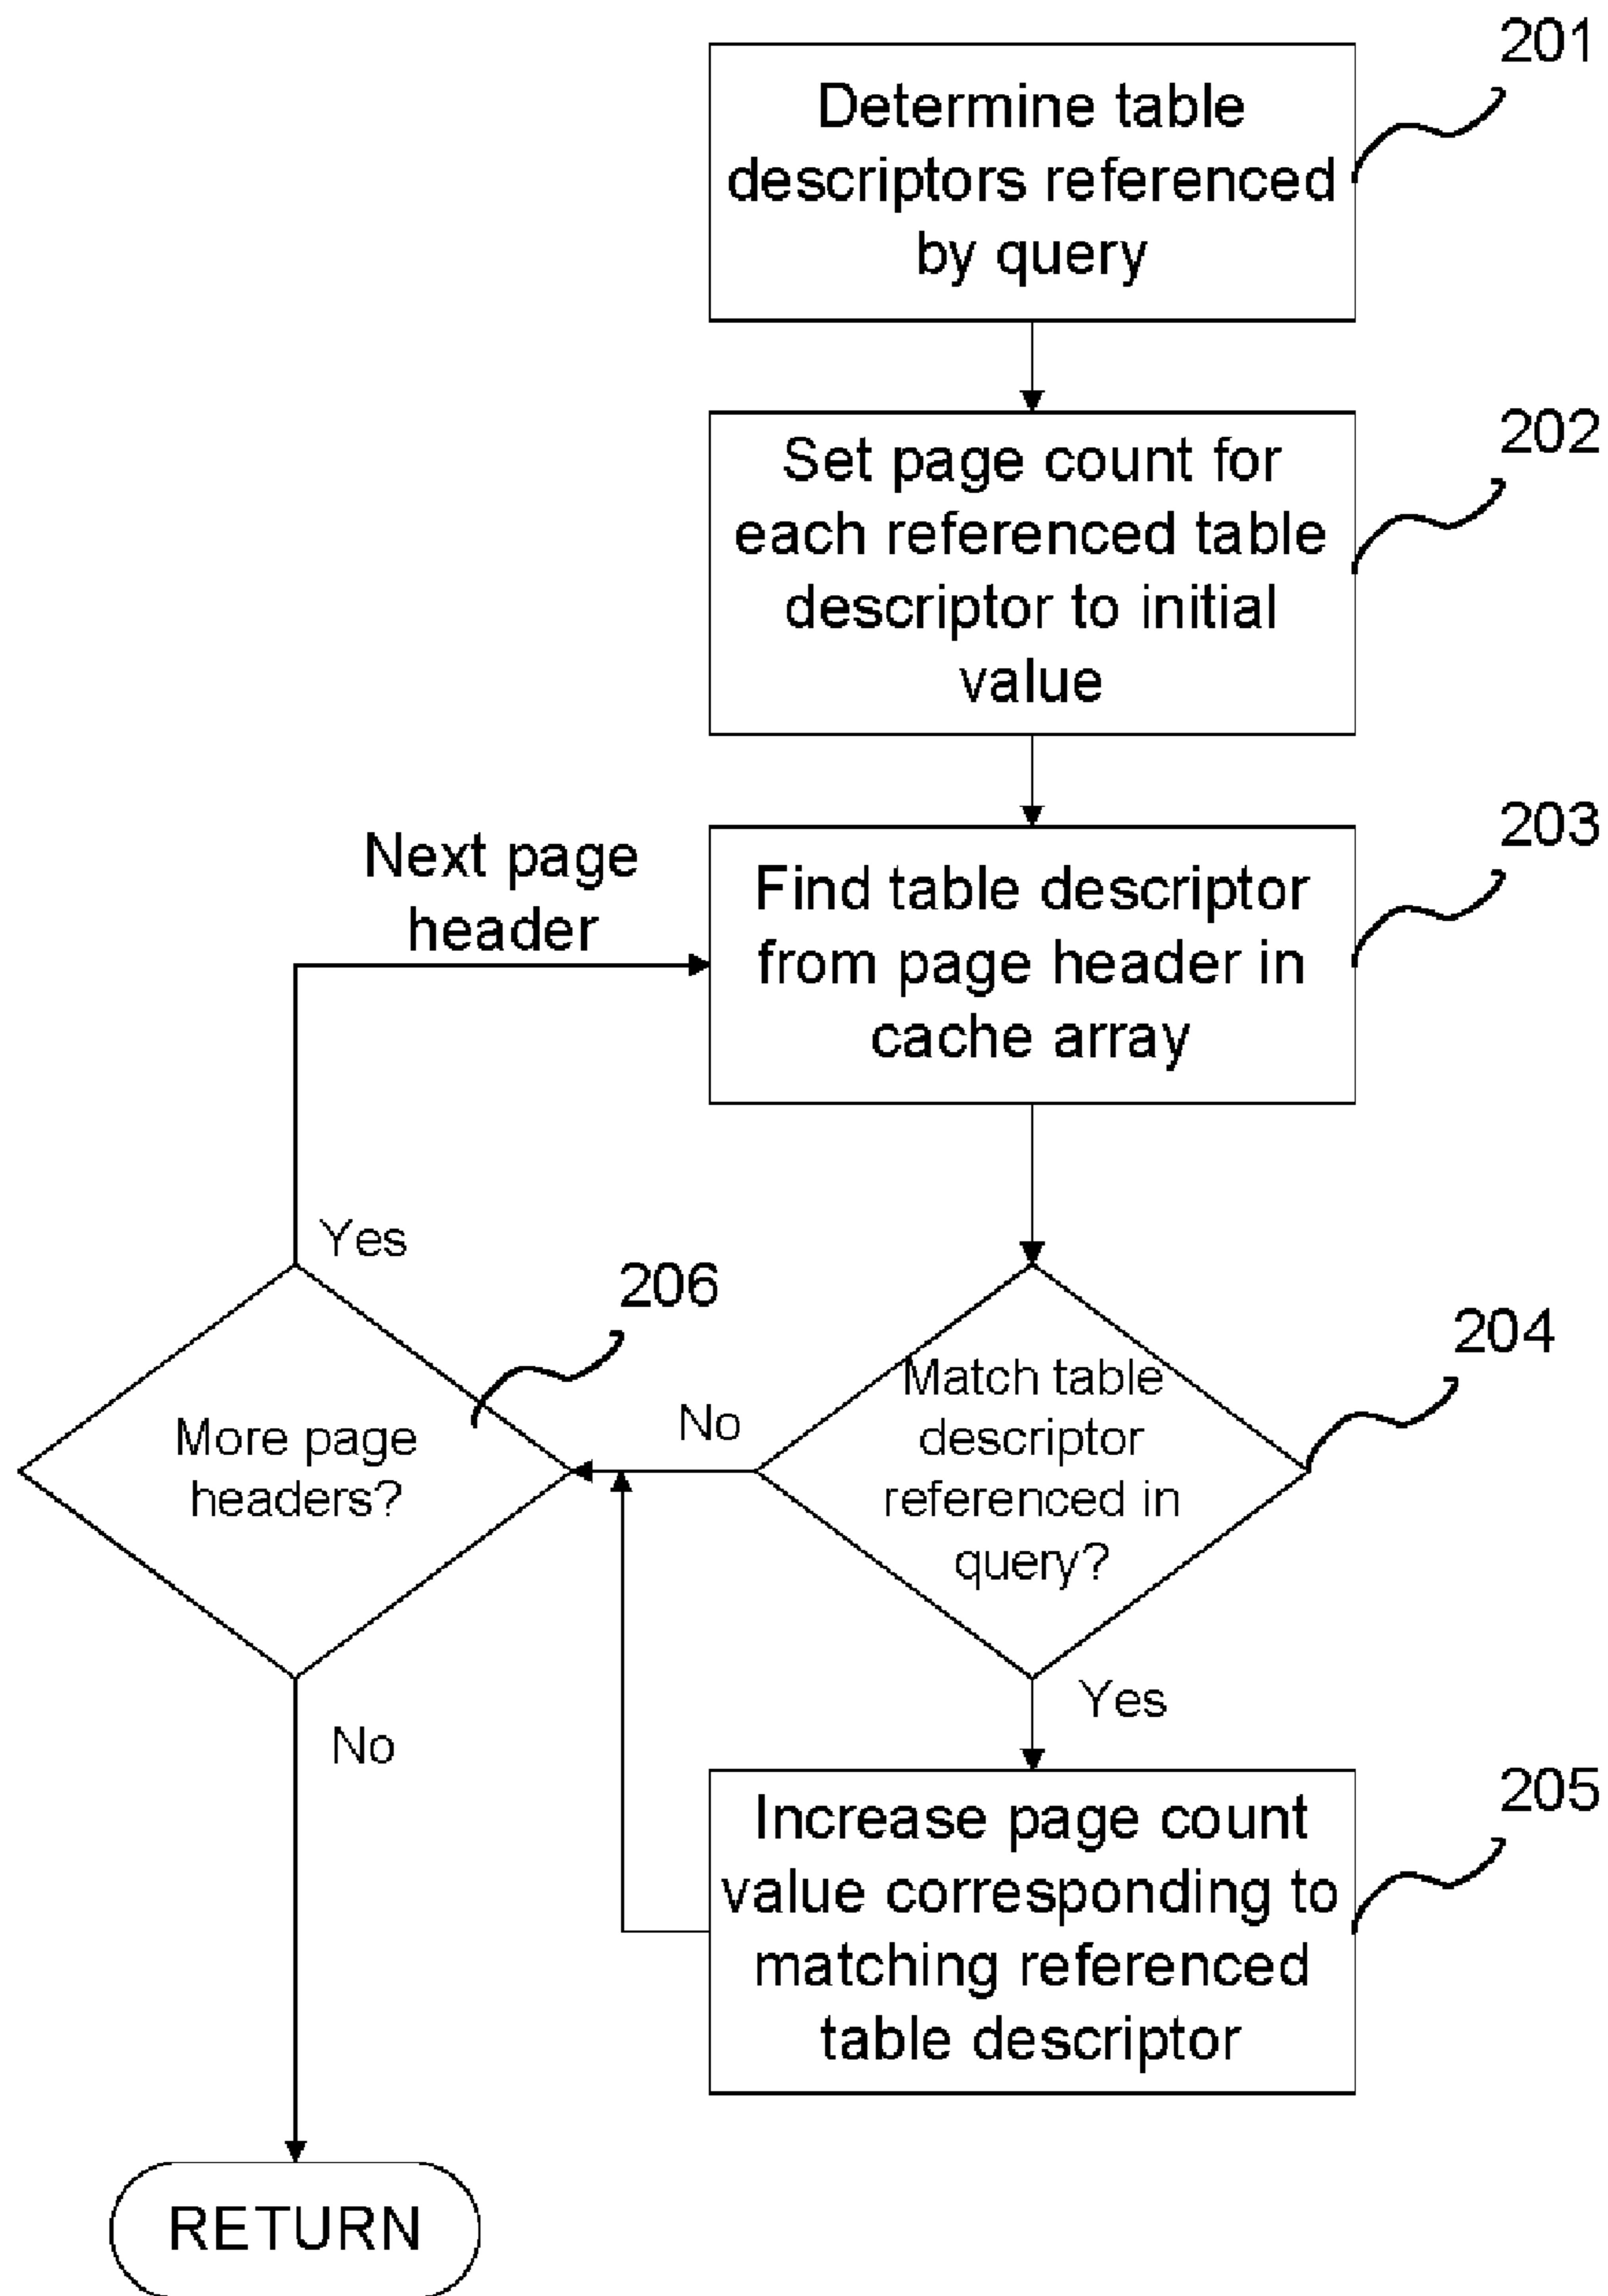 201
Determine table
descriptors referenced
by query
202
Set page count for
each referenced table
descriptor to initial
value
203
Next page
header
Find table descriptor
from page header in
cache array
Yes
206
204
More page
headers?
No
Match table
descriptor
referenced in
query?
Yes
No
205
Increase page count
value corresponding to
matching referenced
table descriptor
RETURN